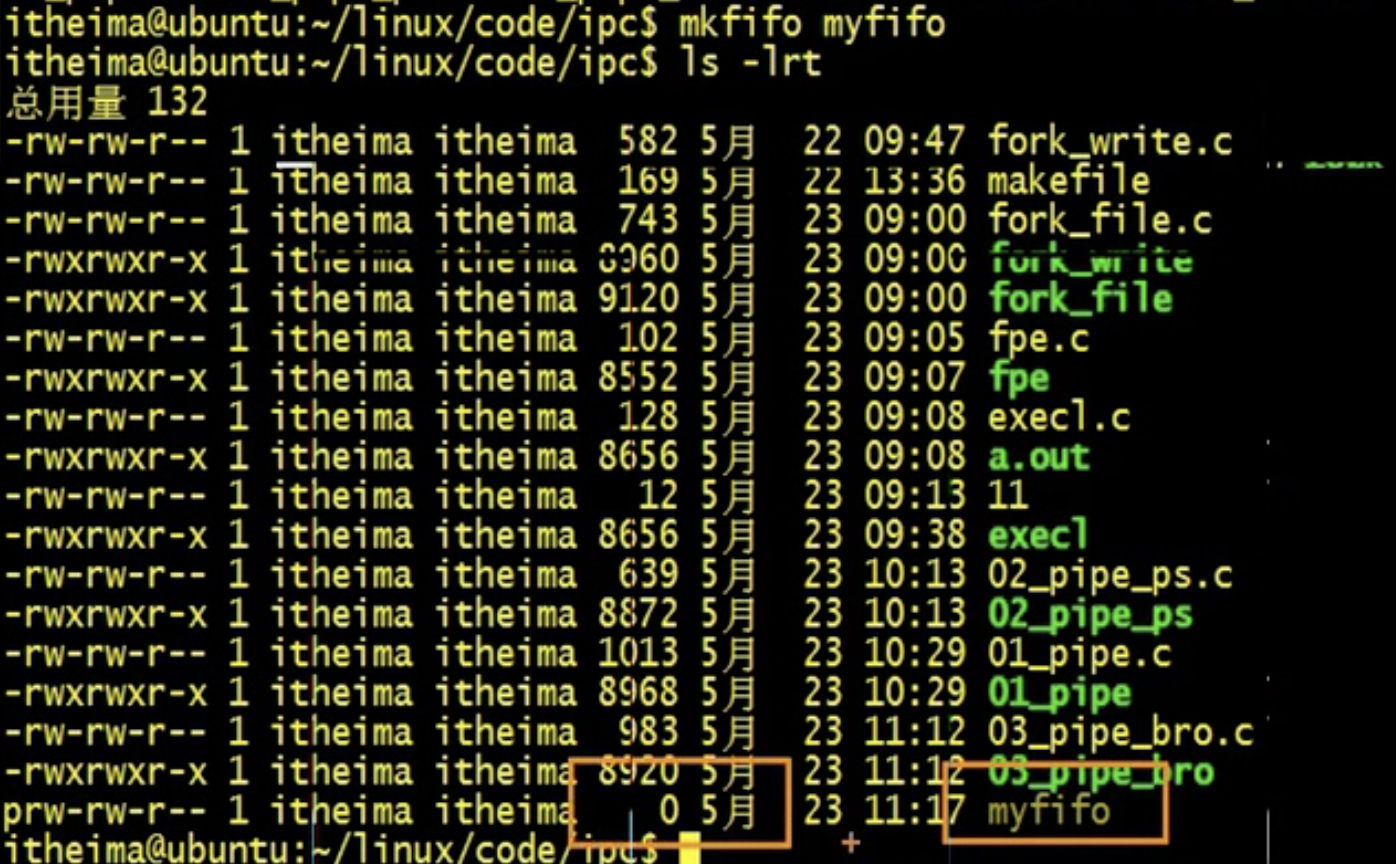 itheima@ubuntu:~/linux/code/ipc$ mkfifo myfifo
itheima@ubuntu:~/linux/code/ipc$ ls -lrt
总用量 132
-rw-rw-r-- 1 itheima itheima 582 5月 22 09:47 fork_write.c
-rw-rw-r-- 1 itheima itheima 169 5月 22 13:36 makefile
-rw-rw-r-- 1 itheima itheima 743 5月 23 09:00 fork_file.c
-rwxrwxr-x 1 itheima itheima 8960 5月 23 09:00 fork_write
-rwxrwxr-x 1 itheima itheima 9120 5月 23 09:00 fork_file
-rw-rw-r-- 1 itheima itheima 102 5月 23 09:05 fpe.c
-rwxrwxr-x 1 itheima itheima 8552 5月 23 09:07 fpe
-rw-rw-r-- 1 itheima itheima 128 5月 23 09:08 execl.c
-rwxrwxr-x 1 itheima itheima 8656 5月 23 09:08 a.out
-rw-rw-r-- 1 itheima itheima 12 5月 23 09:13 11
-rwxrwxr-x 1 itheima itheima 8656 5月 23 09:38 execl
-rw-rw-r-- 1 itheima itheima 639 5月 23 10:13 02_pipe_ps.c
-rwxrwxr-x 1 itheima itheima 8872 5月 23 10:13 02_pipe_ps
-rw-rw-r-- 1 itheima itheima 1013 5月 23 10:29 01_pipe.c
-rwxrwxr-x 1 itheima itheima 8968 5月 23 10:29 01_pipe
-rw-rw-r-- 1 itheima itheima 983 5月 23 11:12 03_pipe_bro.c
-rwxrwxr-x 1 itheima itheima 8920 5月 23 11:12 03_pipe_bro
prw-rw-r-- 1 itheima itheima 0 5月 23 11:17 myfifo
itheima@ubuntu:~/linux/code/ipc$